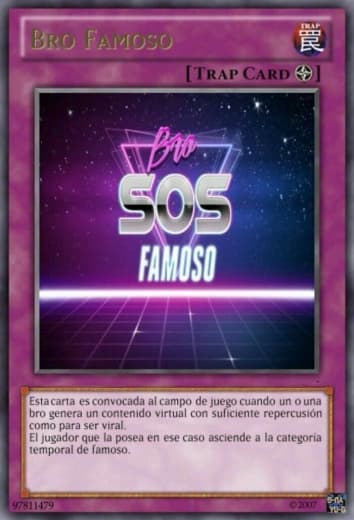 BRO FAMOSO
TRAP
罠
[TRAP CARD]
Bro
SOS
FAMOSO
Esta carta es convocada al campo de juego cuando un o una
bro genera un contenido virtual con suficiente repercusión
como para ser viral.
El jugador que la posea en ese caso asciende a la categoría
temporal de famoso.
97811479
©2007